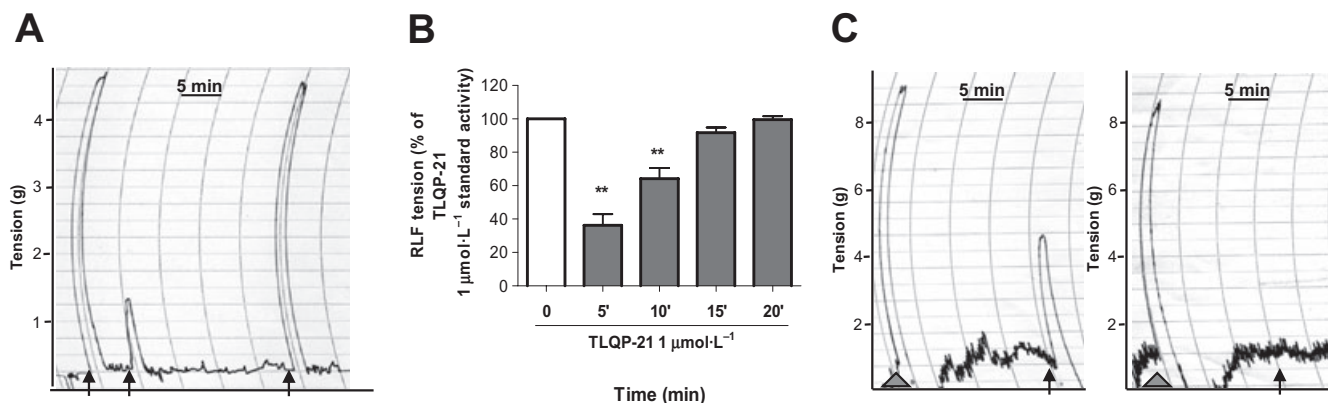 A
5 min
4
3
2
1
Tension (g)
B
RLF tension (% of
TLQP-21
1 μmol·L⁻¹ standard activity)
120
100
80
60
40
20
0
**
**
0 5' 10' 15' 20'
TLQP-21 1 μmol·L⁻¹
Time (min)
C
5 min
8
6
4
2
Tension (g)
5 min
8
6
4
2
Tension (g)